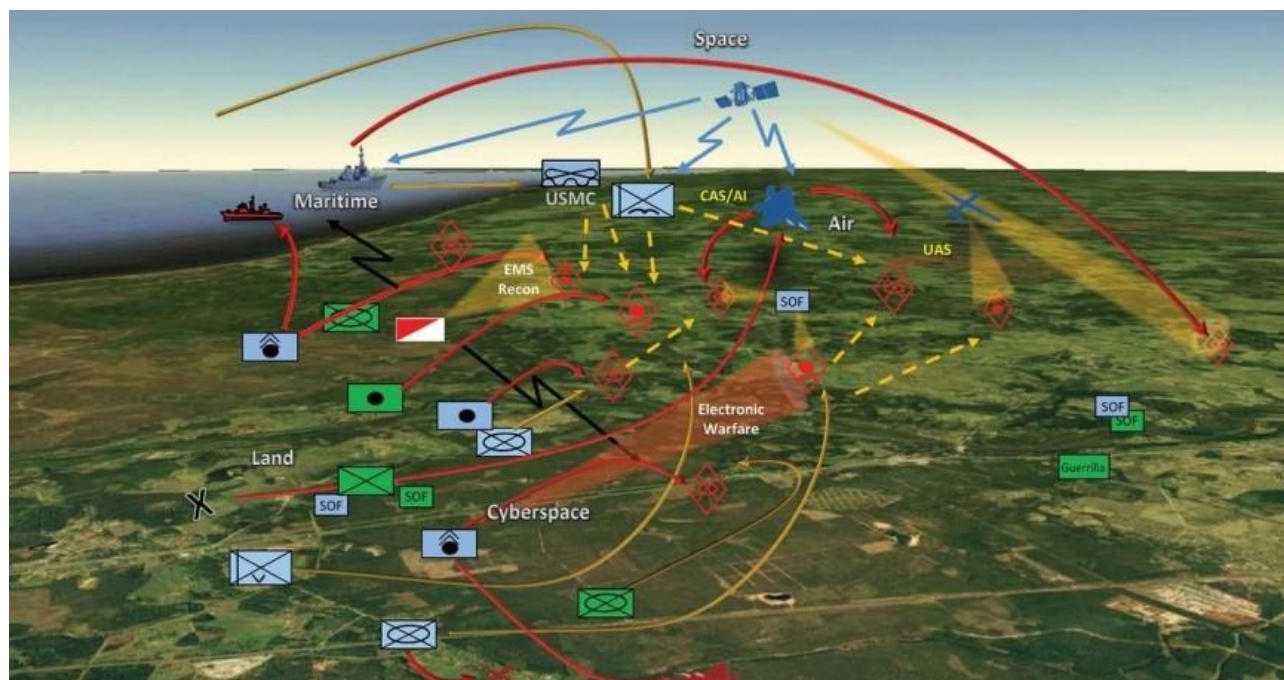 Space
Maritime
USMC
CAS/AI
Air
UAS
EMS
Recon
SOF
Electronic
Warfare
SOF
SOF
Guerrilla
Land
SOF
SOF
Cyberspace